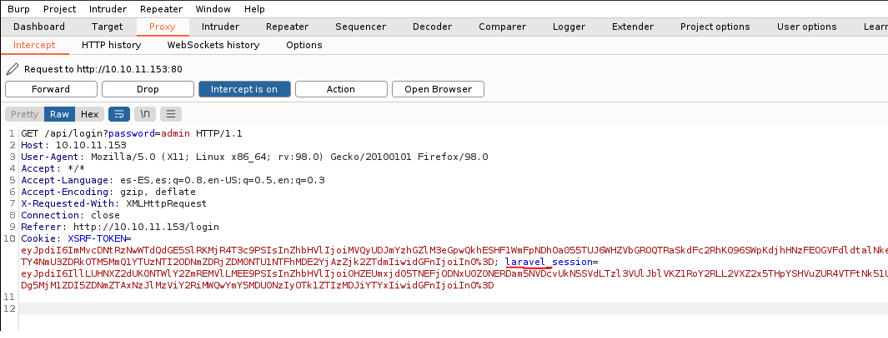 Burp Project Intruder Repeater Window Help
Dashboard Target Proxy Intruder Repeater Sequencer Decoder Comparer Logger Extender Project options User options Learn
Intercept HTTP history WebSockets history Options
Request to http://10.10.11.153:80
Forward Drop Intercept is on Action Open Browser
Pretty Raw Hex \n
1 GET /api/login?password=admin HTTP/1.1
2 Host: 10.10.11.153
3 User-Agent: Mozilla/5.0 (X11; Linux x86_64; rv:98.0) Gecko/20100101 Firefox/98.0
4 Accept: */*
5 Accept-Language: es-ES,es;q=0.8,en-US;q=0.5,en;q=0.3
6 Accept-Encoding: gzip, deflate
7 X-Requested-With: XMLHttpRequest
8 Connection: close
9 Referer: http://10.10.11.153/login
10 Cookie: XSRF-TOKEN=
laravel_session=
11
12